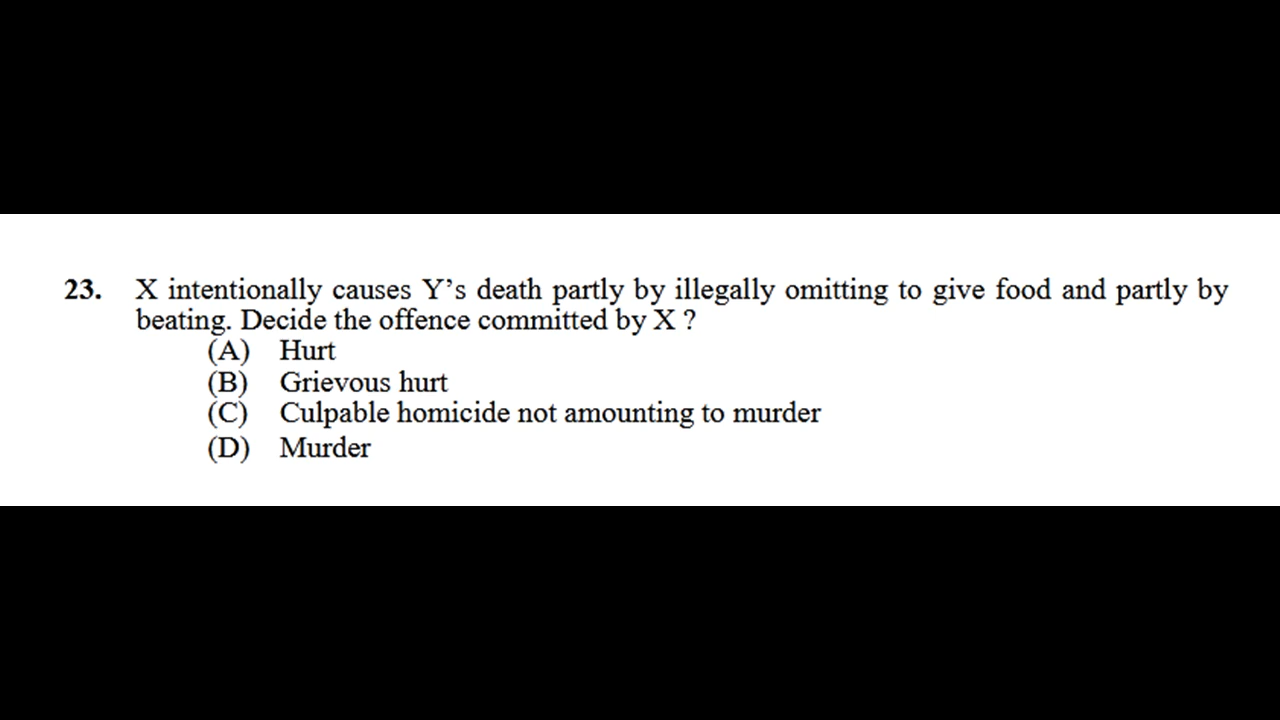 23. X intentionally causes Y's death partly by illegally omitting to give food and partly by
beating. Decide the offence committed by X ?
(A) Hurt
(B) Grievous hurt
(C) Culpable homicide not amounting to murder
(D) Murder